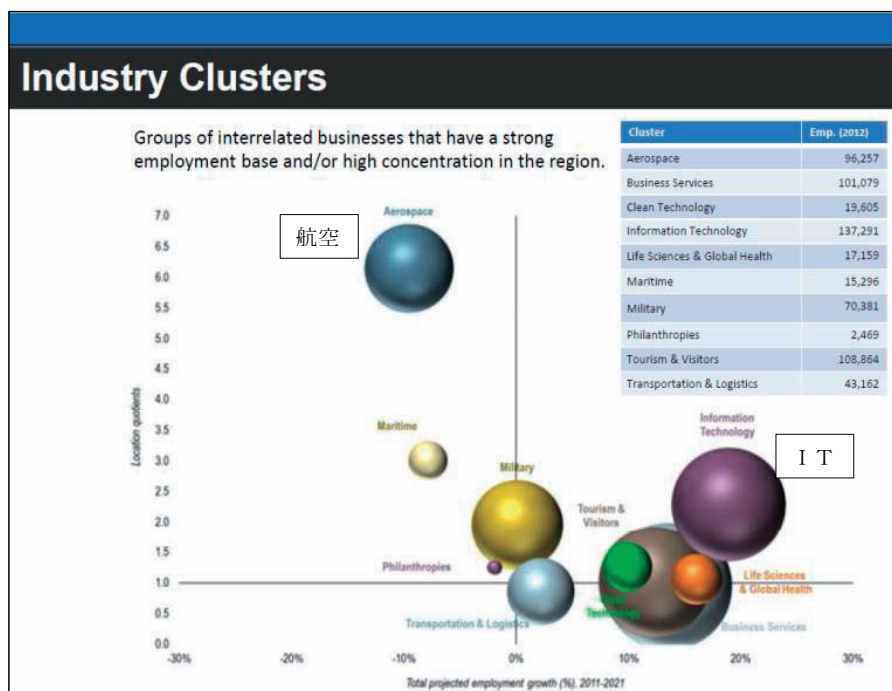 Industry Clusters
Groups of interrelated businesses that have a strong
employment base and/or high concentration in the region.
Cluster Emp. (2012)
Aerospace 96,257
Business Services 101,079
Clean Technology 19,605
Information Technology 137,291
Life Sciences & Global Health 17,159
Maritime 15,296
Military 70,381
Philanthropies 2,469
Tourism & Visitors 108,864
Transportation & Logistics 43,162
Aerospace
航空
Maritime
Military
Information
Technology
ＩＴ
Tourism &
Visitors
Philanthropies
Life Sciences
& Global Health
Technology
Transportation & Logistics
Business Services
Location quotients
7.0
6.5
6.0
5.5
5.0
4.5
4.0
3.5
3.0
2.5
2.0
1.5
1.0
0.5
0.0
-30% -20% -10% 0% 10% 20% 30%
Total projected employment growth (%), 2011-2021